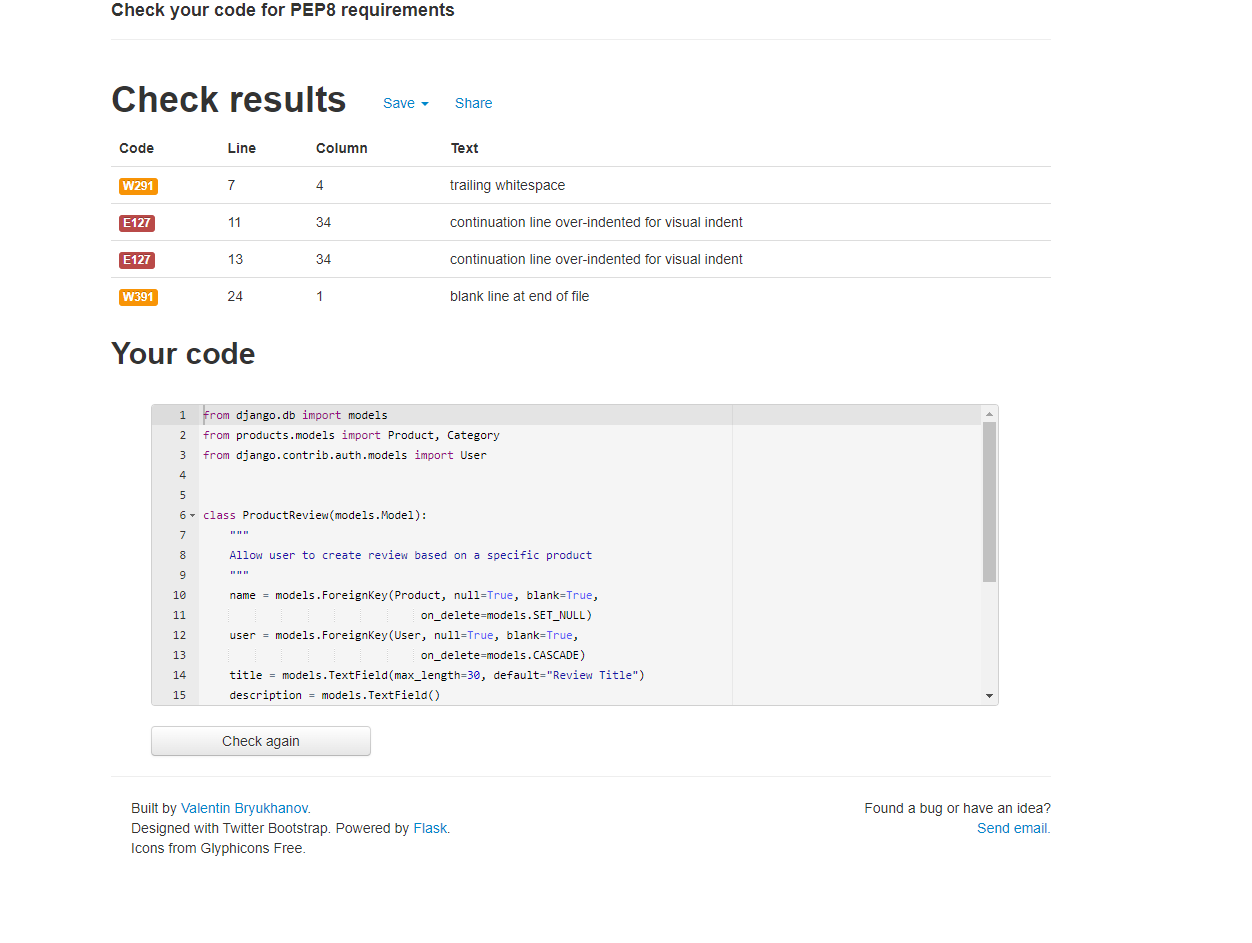 Check your code for PEP8 requirements
Check results Save Share
Code Line Column Text
W291 7 4 trailing whitespace
E127 11 34 continuation line over-indented for visual indent
E127 13 34 continuation line over-indented for visual indent
W391 24 1 blank line at end of file
Your code
1 from django.db import models
2 from products.models import Product, Category
3 from django.contrib.auth.models import User
4
5
6 class ProductReview(models.Model):
7 """
8 Allow user to create review based on a specific product
9 """
10 name = models.ForeignKey(Product, null=True, blank=True,
11 on_delete=models.SET_NULL)
12 user = models.ForeignKey(User, null=True, blank=True,
13 on_delete=models.CASCADE)
14 title = models.TextField(max_length=30, default="Review Title")
15 description = models.TextField()
Check again
Built by Valentin Bryukhanov. Found a bug or have an idea?
Designed with Twitter Bootstrap. Powered by Flask. Send email.
Icons from Glyphicons Free.